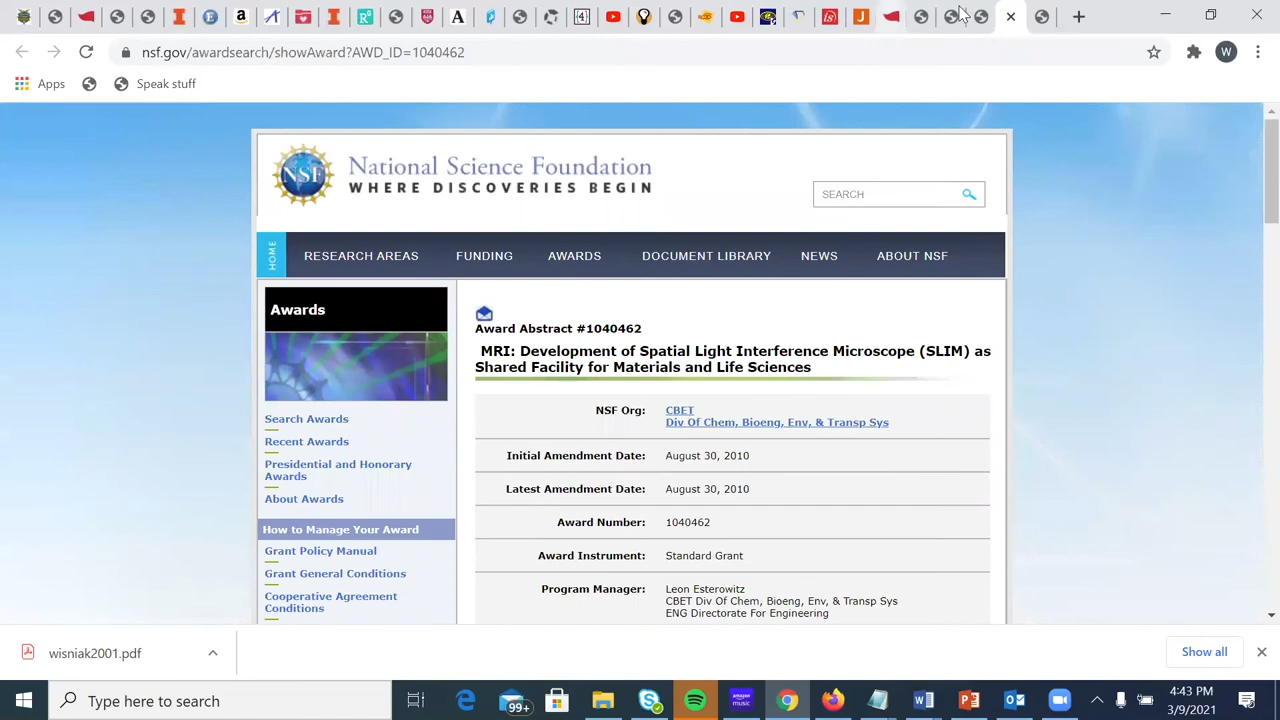 nsf.gov/awardsearch/showAward?AWD_ID=1040462
W
Apps
Speak stuff
NSF
National Science Foundation
WHERE DISCOVERIES BEGIN
SEARCH
HOME
RESEARCH AREAS FUNDING AWARDS DOCUMENT LIBRARY NEWS ABOUT NSF
Awards
Search Awards
Recent Awards
Presidential and Honorary
Awards
About Awards
How to Manage Your Award
Grant Policy Manual
Grant General Conditions
Cooperative Agreement
Conditions
Award Abstract #1040462
MRI: Development of Spatial Light Interference Microscope (SLIM) as
Shared Facility for Materials and Life Sciences
NSF Org: CBET
Div Of Chem, Bioeng, Env, & Transp Sys
Initial Amendment Date: August 30, 2010
Latest Amendment Date: August 30, 2010
Award Number: 1040462
Award Instrument: Standard Grant
Program Manager: Leon Esterowitz
CBET Div Of Chem, Bioeng, Env, & Transp Sys
ENG Directorate For Engineering
wisniak2001.pdf
Show all
Type here to search
99+
amazon
music
4:43 PM
3/9/2021